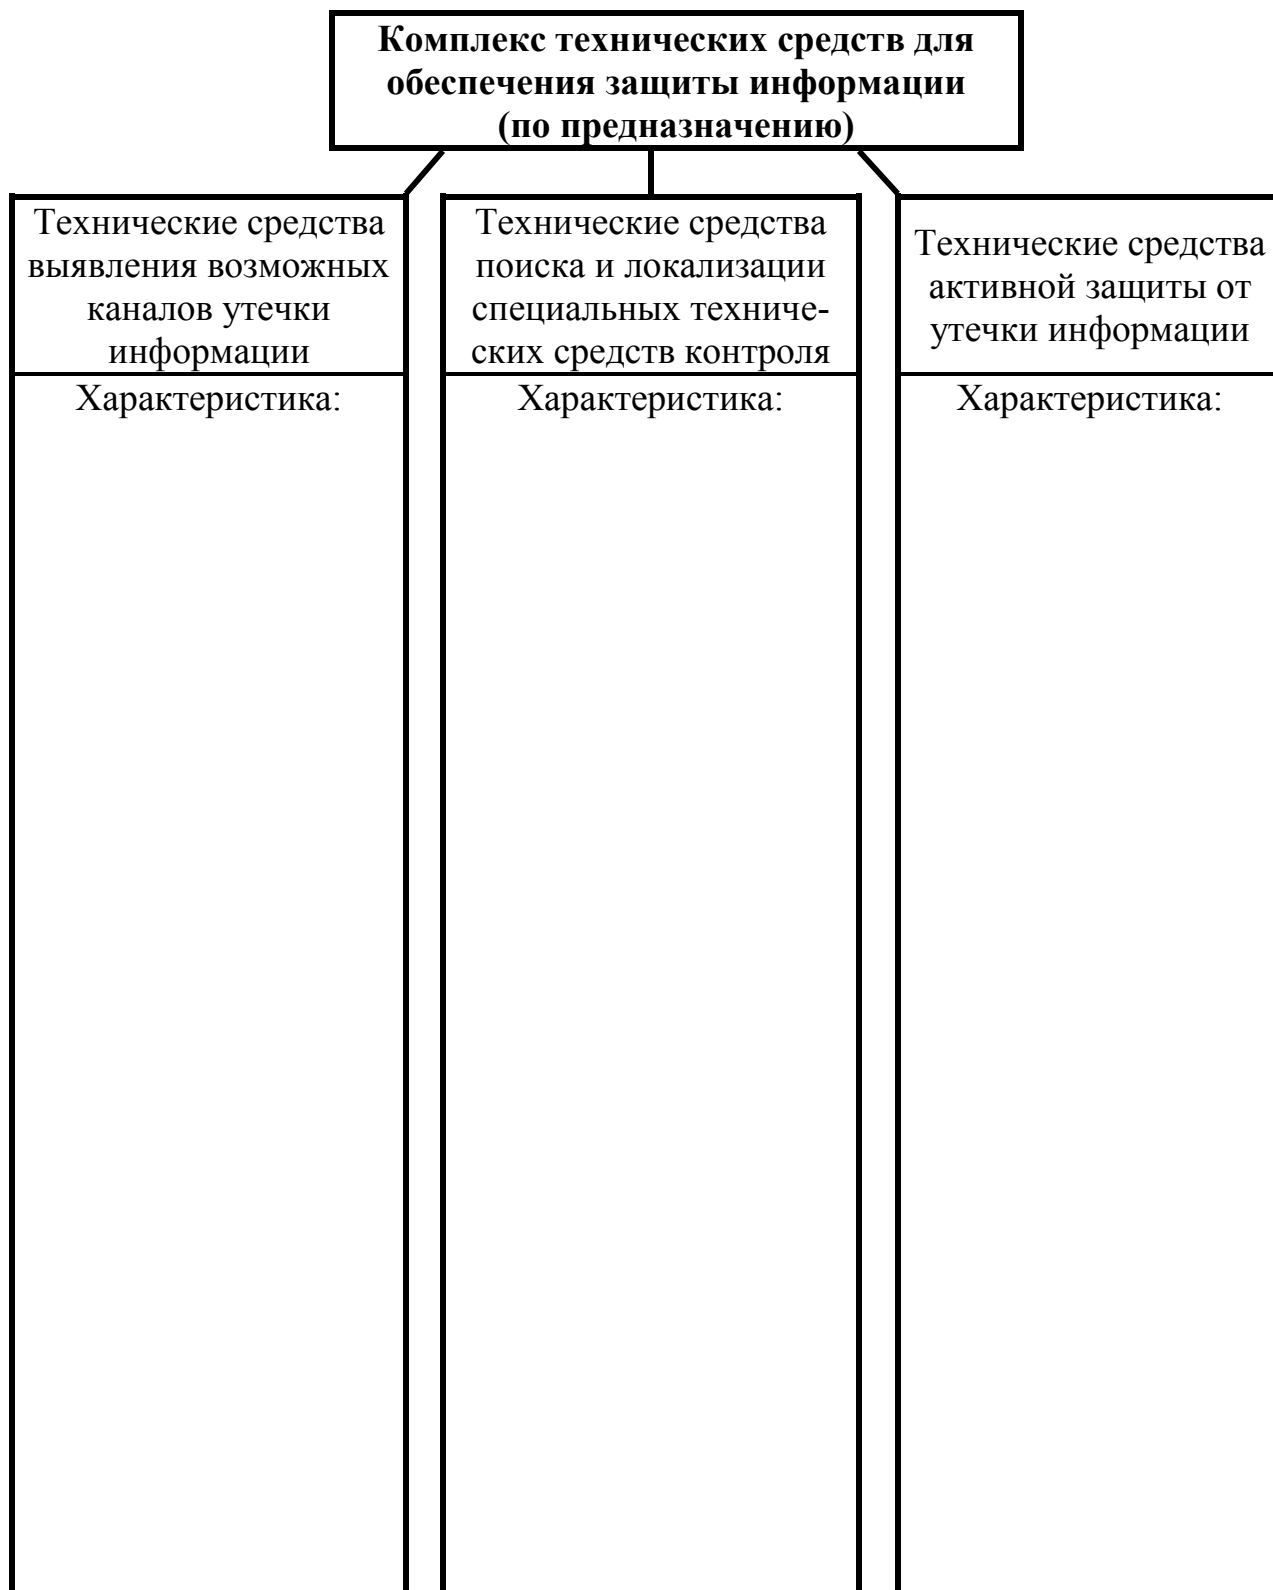 Комплекс технических средств для
обеспечения защиты информации
(по предназначению)
Технические средства
выявления возможных
каналов утечки
информации
Характеристика:
Технические средства
поиска и локализации
специальных техниче-
ских средств контроля
Характеристика:
Технические средства
активной защиты от
утечки информации
Характеристика: